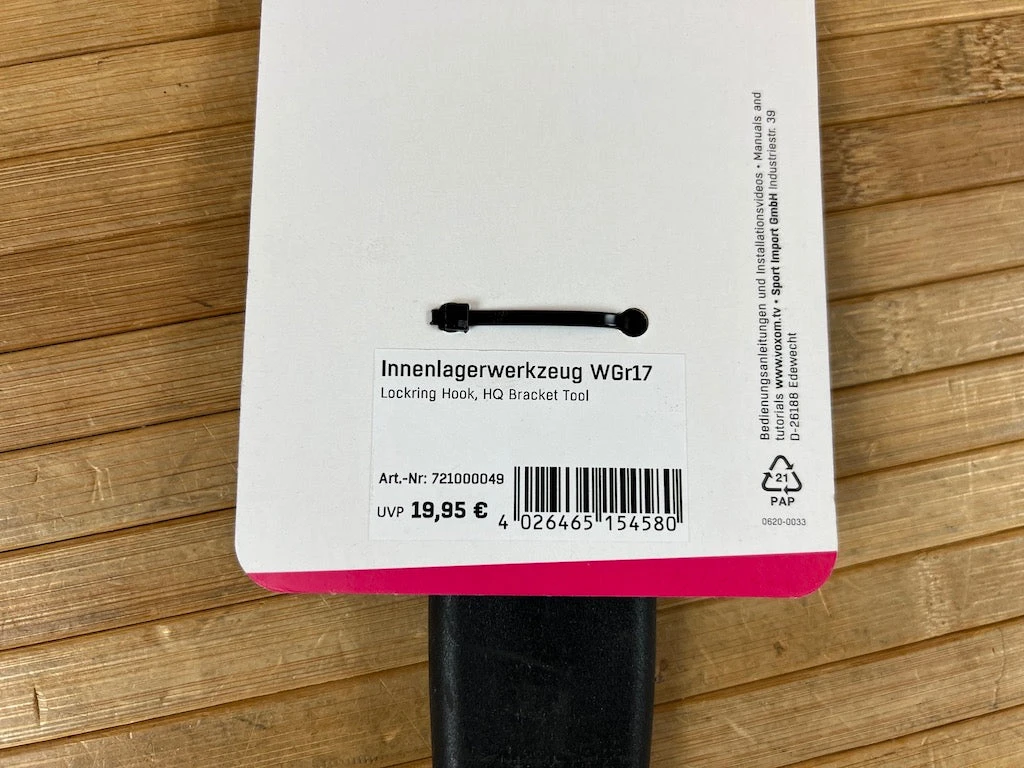 Innenlagerwerkzeug WGr17
Lockring Hook, HQ Bracket Tool
Art.-Nr: 721000049
UVP 19,95 €
4 026465 154580
Bedienungsanleitungen und Installationsvideos • Manuals and
tutorials www.voxom.tv • Sport Import GmbH Industriestr. 39
D-26188 Edewecht
21
PAP
0620-0033